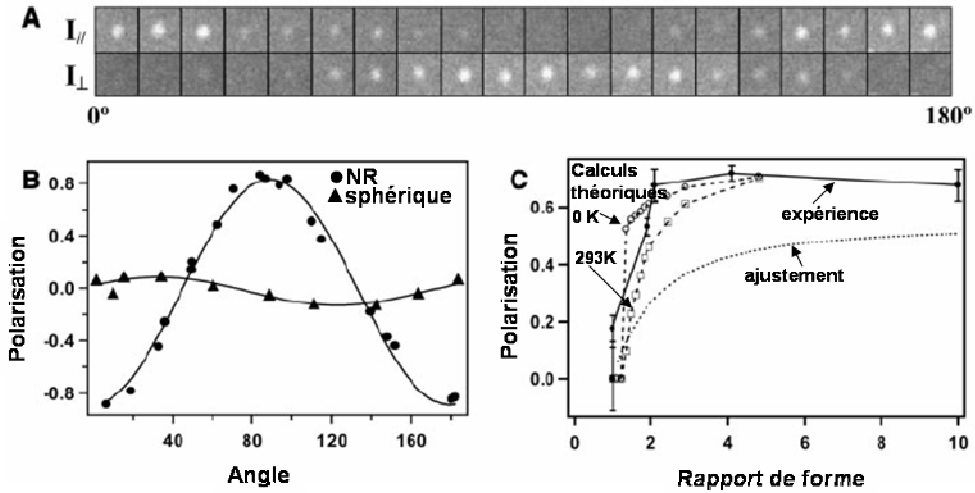 A
I//
I⊥
0°
180°
B
NR
sphérique
0.8
0.4
0.0
-0.4
-0.8
Polarisation
40
80
120
160
Angle
C
Calculs
théoriques
0 K
293K
expérience
ajustement
0.6
0.4
0.2
0.0
Polarisation
0
2
4
6
8
10
Rapport de forme